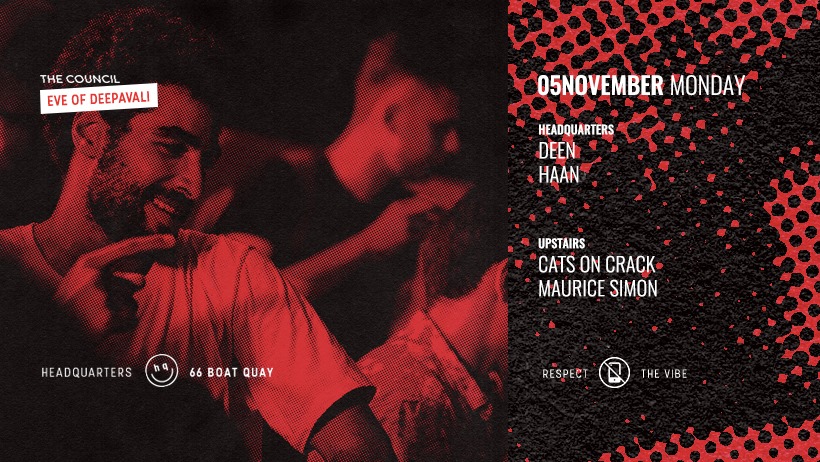 THE COUNCIL
EVE OF DEEPAVALI
HEADQUARTERS hq 66 BOAT QUAY
05NOVEMBER MONDAY
HEADQUARTERS
DEEN
HAAN
UPSTAIRS
CATS ON CRACK
MAURICE SIMON
RESPECT THE VIBE